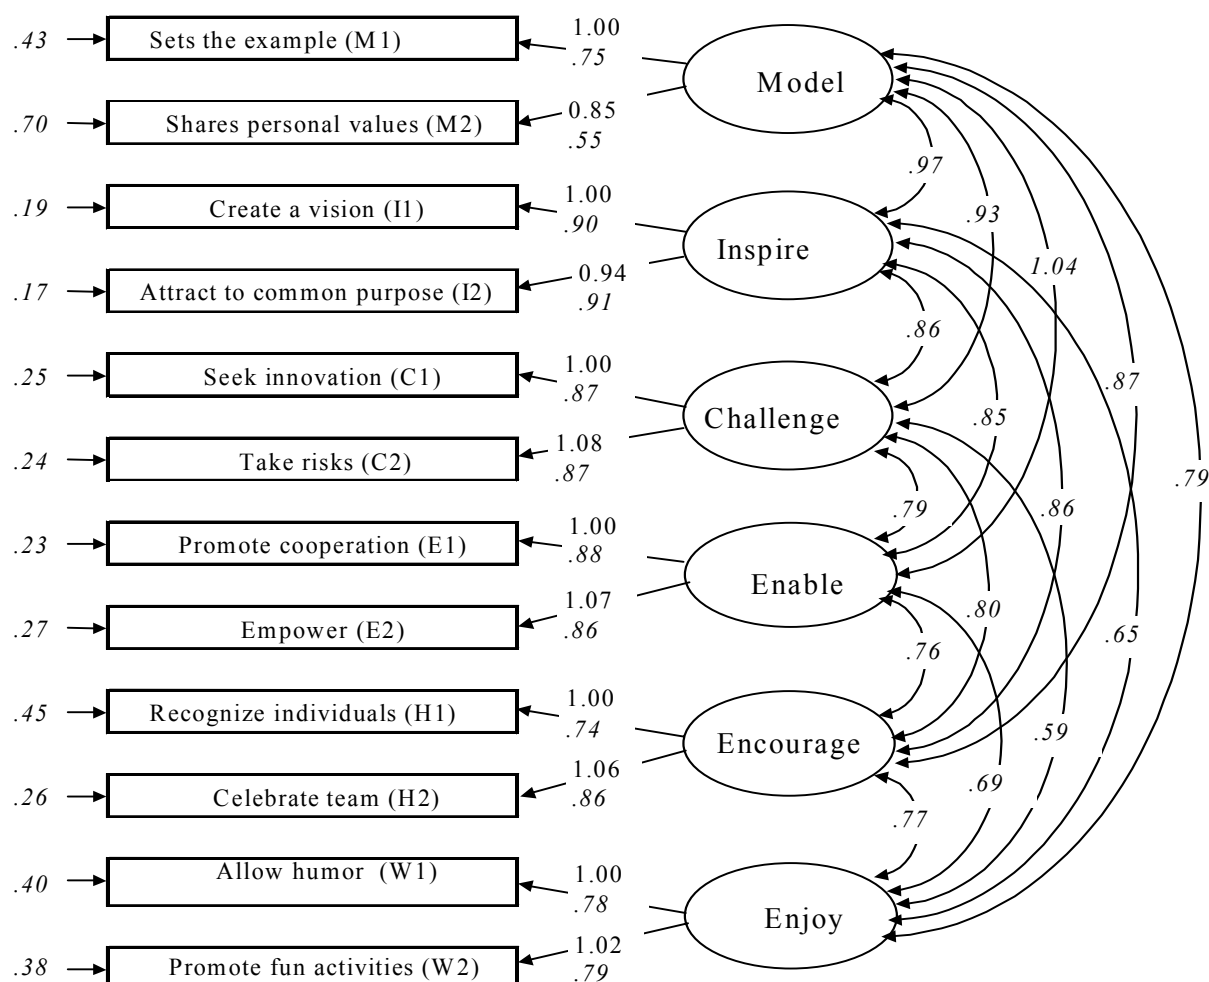 .43 Sets the example (M1) 1.00
.75
Model
.70 Shares personal values (M2) 0.85
.55
.97
.19 Create a vision (I1) 1.00
.90
.93
Inspire
1.04
.17 Attract to common purpose (I2) 0.94
.91
.86
.25 Seek innovation (C1) 1.00
.87
.87
Challenge
.85
.24 Take risks (C2) 1.08
.87
.79
.79
.86
.23 Promote cooperation (E1) 1.00
.88
Enable
.80
.27 Empower (E2) 1.07
.86
.65
.76
.45 Recognize individuals (H1) 1.00
.74
.59
Encourage
.26 Celebrate team (H2) 1.06
.86
.69
.77
.40 Allow humor (W1) 1.00
.78
Enjoy
.38 Promote fun activities (W2) 1.02
.79